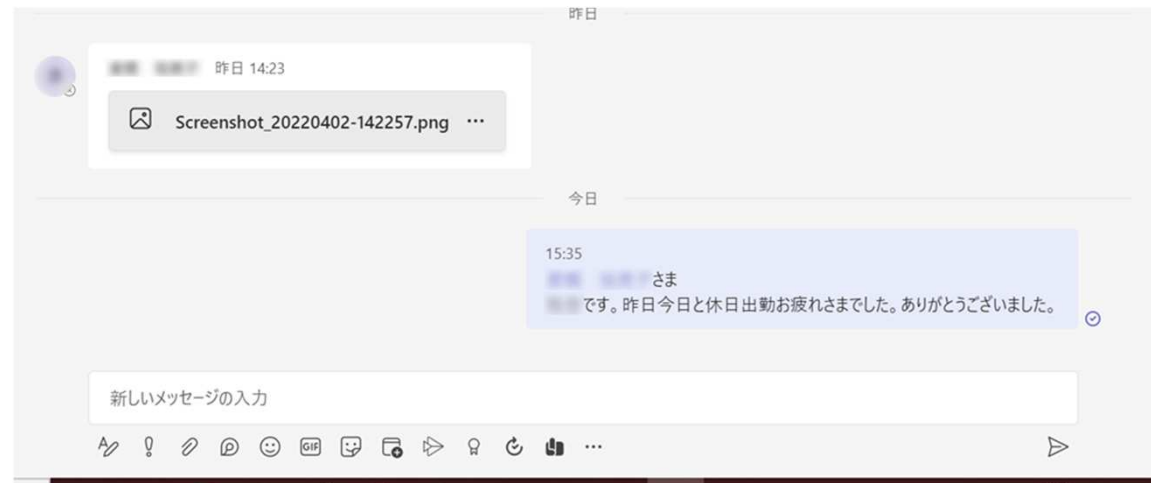 昨日
昨日 14:23
Screenshot_20220402-142257.png
今日
15:35
さま
です。昨日今日と休日出勤お疲れさまでした。ありがとうございました。
新しいメッセージの入力
GIF